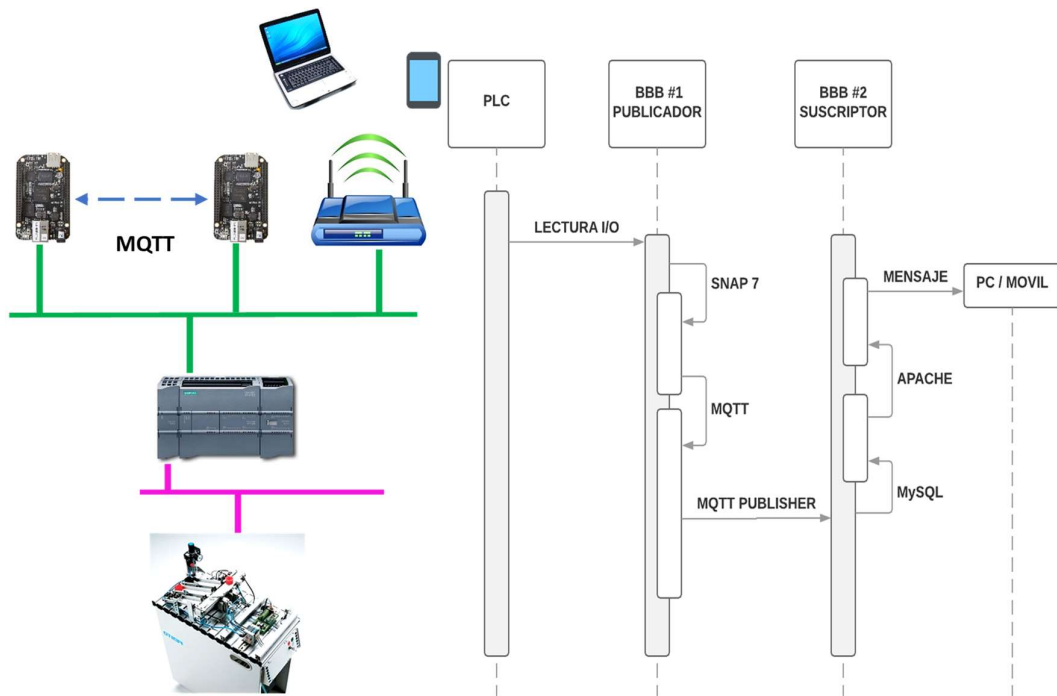 MQTT
PLC
BBB #1
PUBLICADOR
BBB #2
SUSCRIPTOR
LECTURA I/O
SNAP 7
MENSAJE
PC / MOVIL
APACHE
MQTT
MySQL
MQTT PUBLISHER
SIEMENS